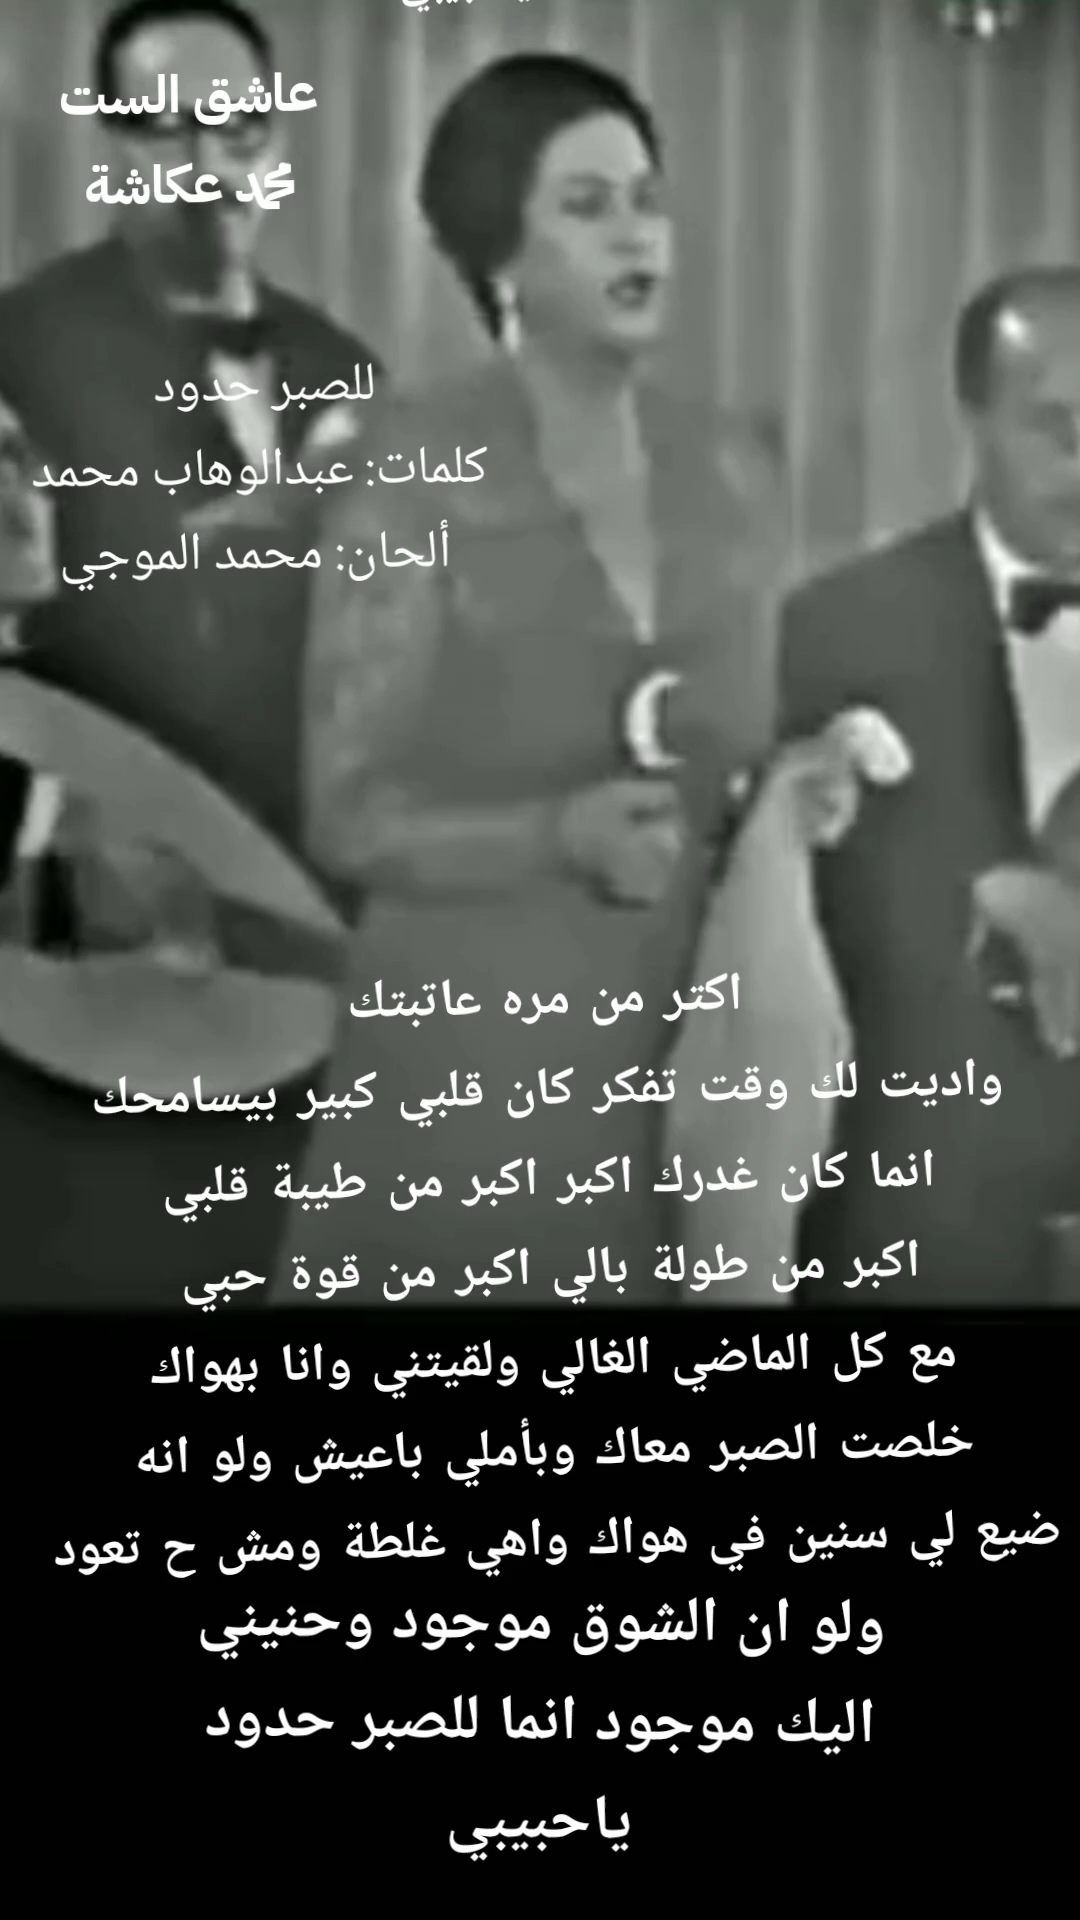 عاشق الست
محمد عكاشة
للصبر حدود
كلمات: عبدالوهاب محمد
ألحان: محمد الموجي
اكتر من مره عاتبتك
واديت لك وقت تفكر كان قلبي كبير بيسامحك
انما كان غدرك اكبر اكبر من طيبة قلبي
اكبر من طولة بالي اكبر من قوة حبي
مع كل الماضي الغالي ولقيتني وانا بهواك
خلصت الصبر معاك وبأملي باعيش ولو انه
ضيع لي سنين في هواك واهي غلطة ومش ح تعود
ولو ان الشوق موجود وحنيني
اليك موجود انما للصبر حدود
ياحبيبي